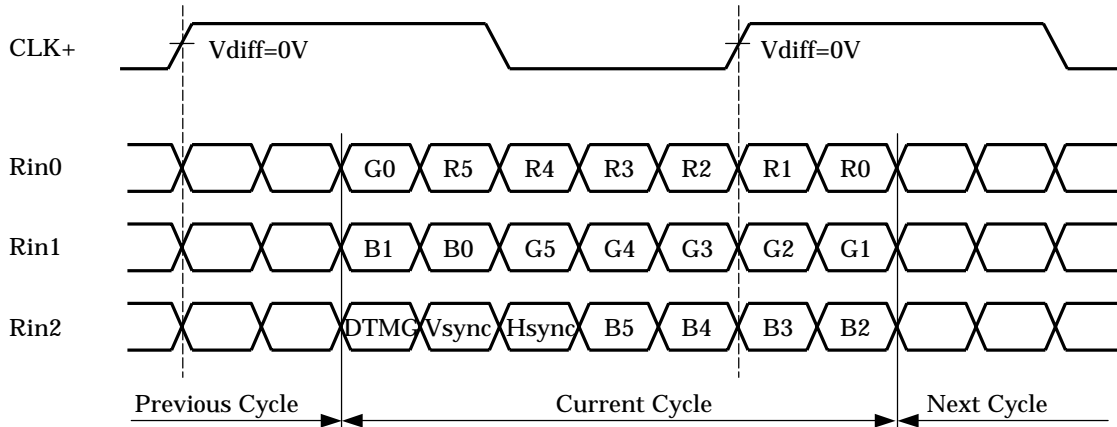 CLK+ Vdiff=0V Vdiff=0V
Rin0 G0 R5 R4 R3 R2 R1 R0
Rin1 B1 B0 G5 G4 G3 G2 G1
Rin2 DTMG Vsync Hsync B5 B4 B3 B2
Previous Cycle Current Cycle Next Cycle